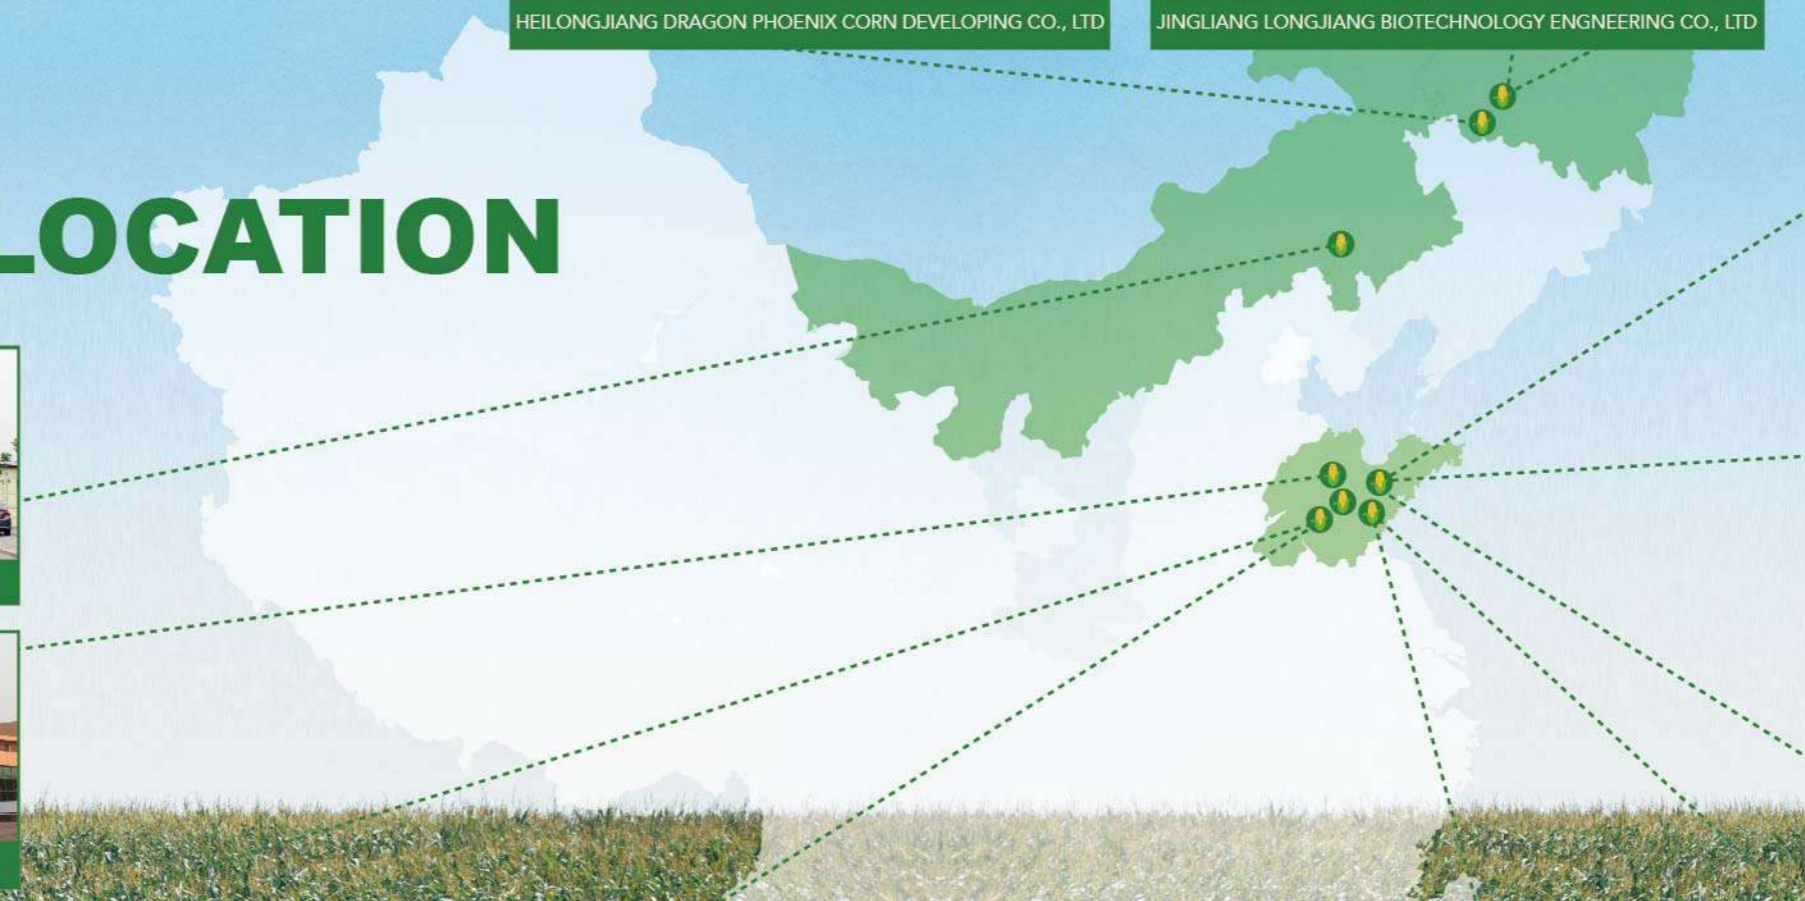 HEILONGJIANG DRAGON PHOENIX CORN DEVELOPING CO., LTD
JINGLIANG LONGJIANG BIOTECHNOLOGY ENGNEERING CO., LTD
LOCATION